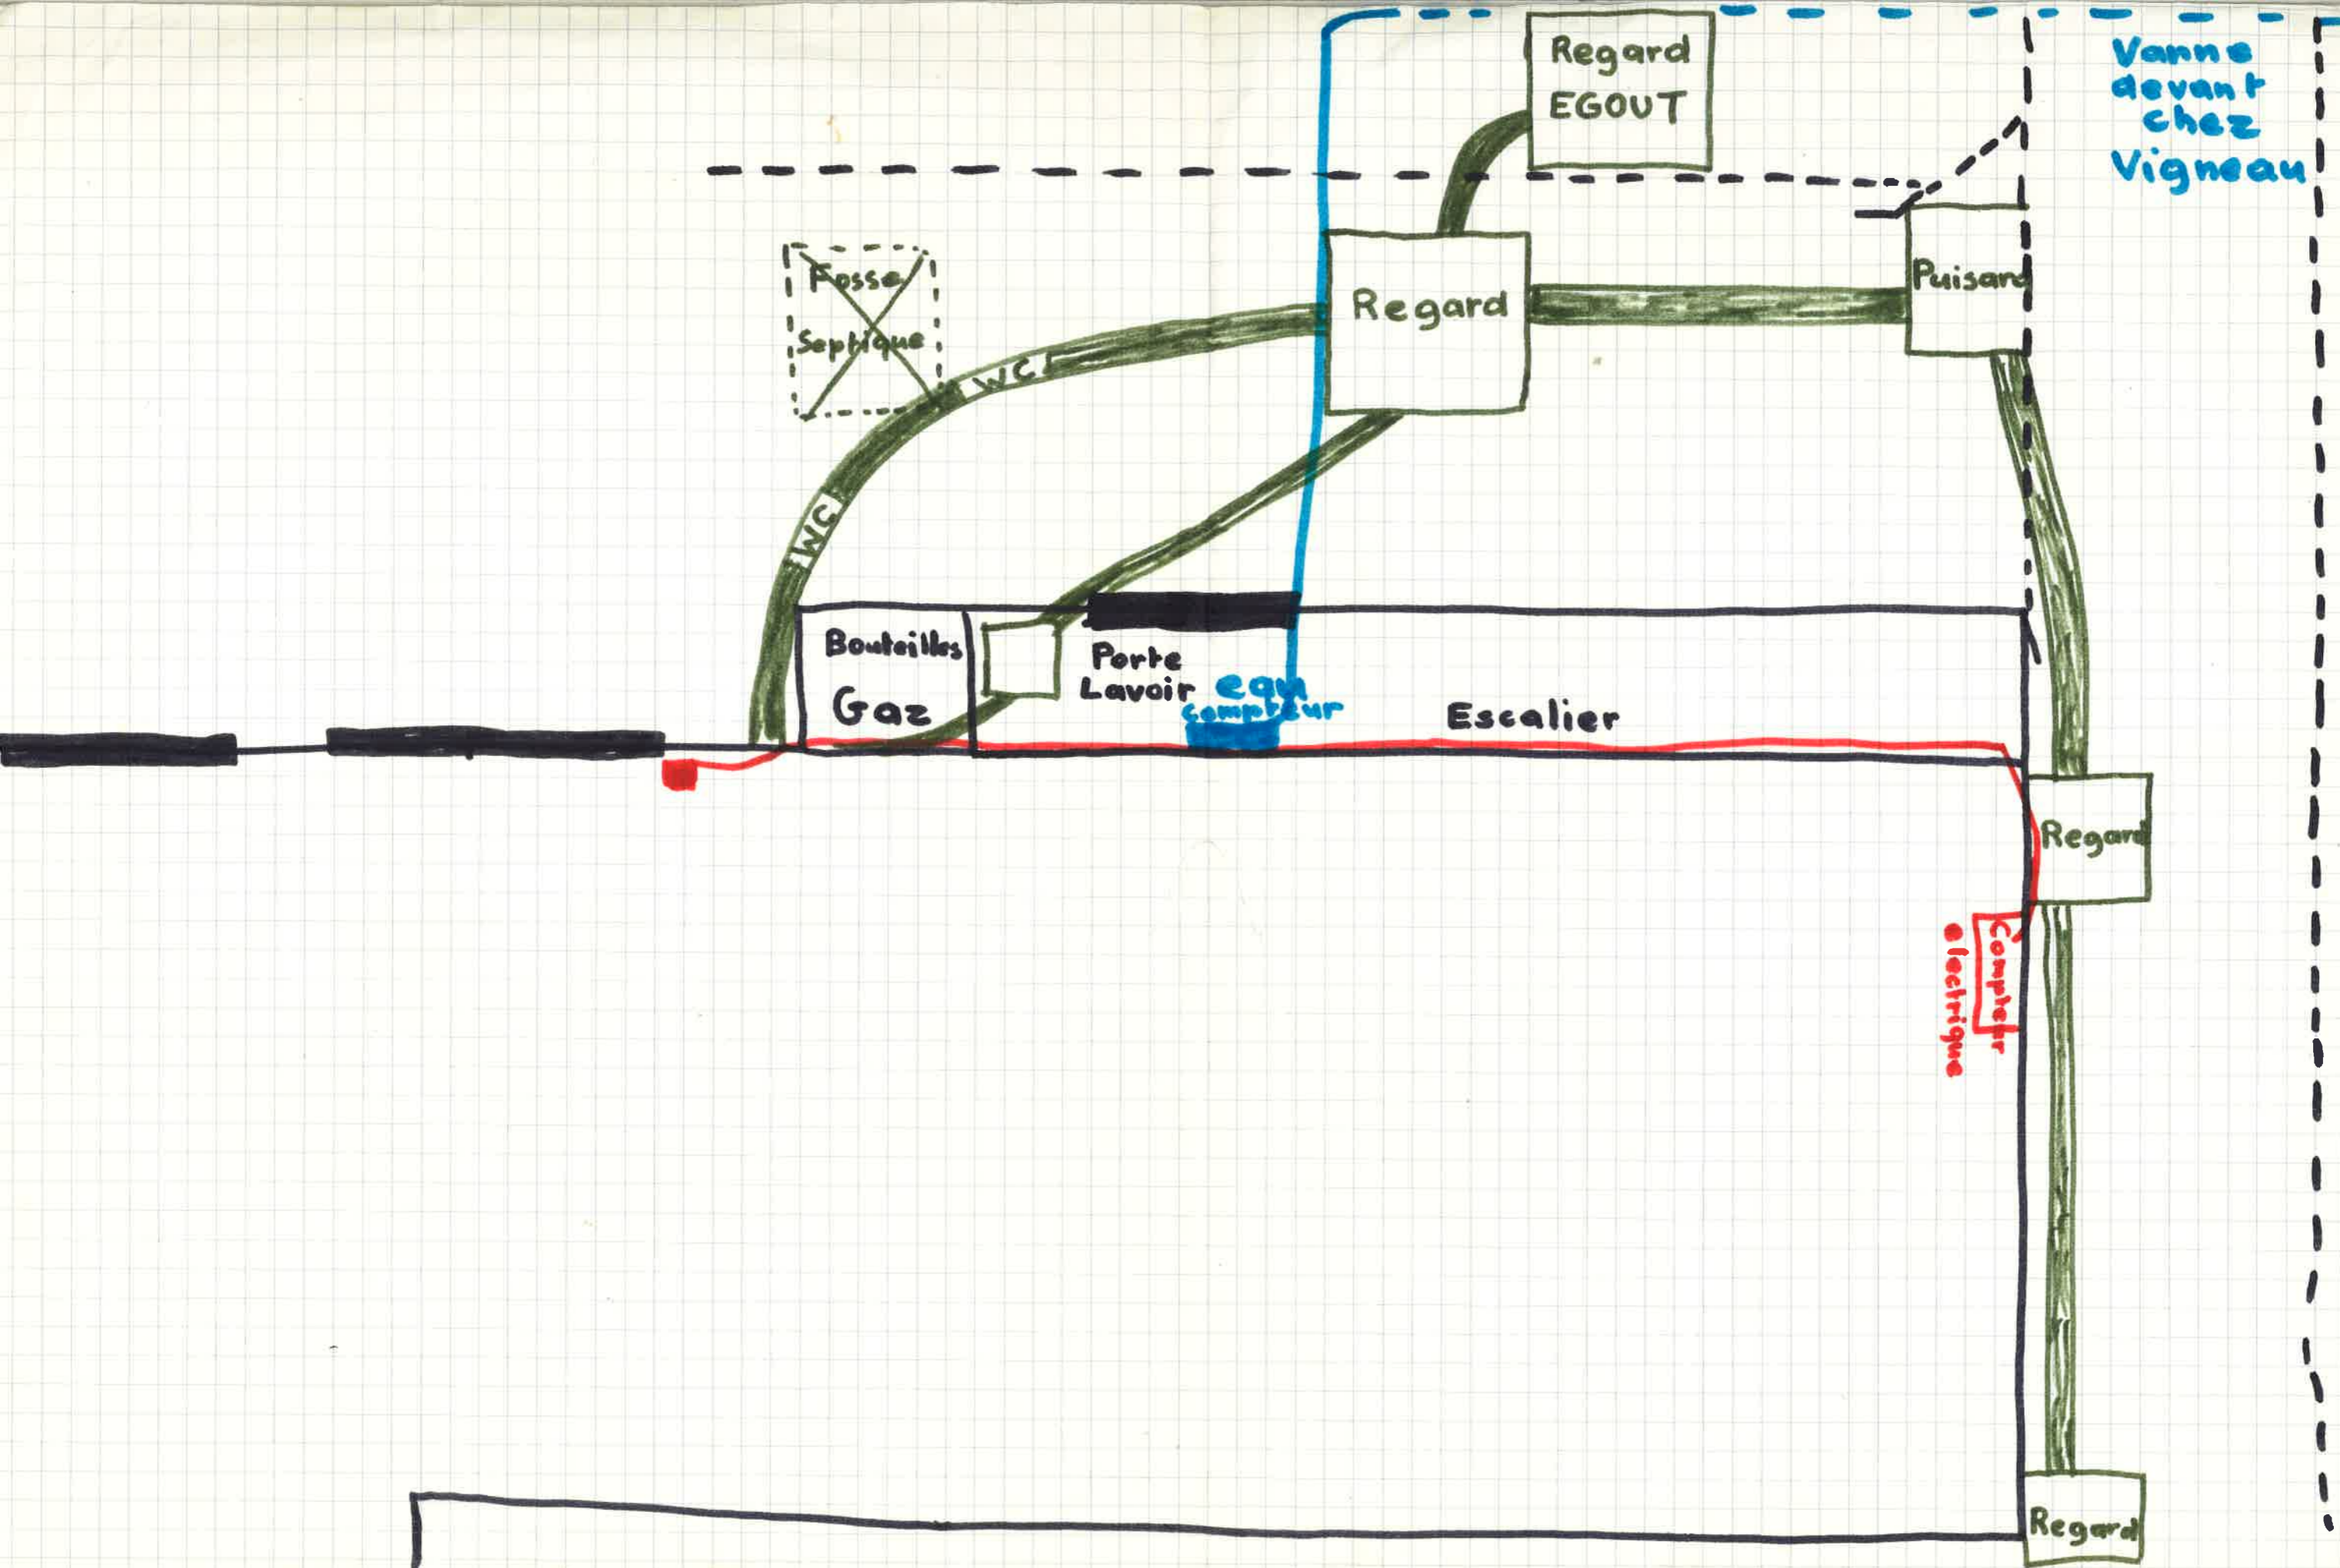 Regard
EGOUT
Vanne
devant
chez
Vigneau
Fosse
Septique
WC
WC
Regard
Puisard
Bouteilles
Gaz
Porte
Lavoir
eau
compteur
Escalier
Regard
Compteur
electrique
Regard